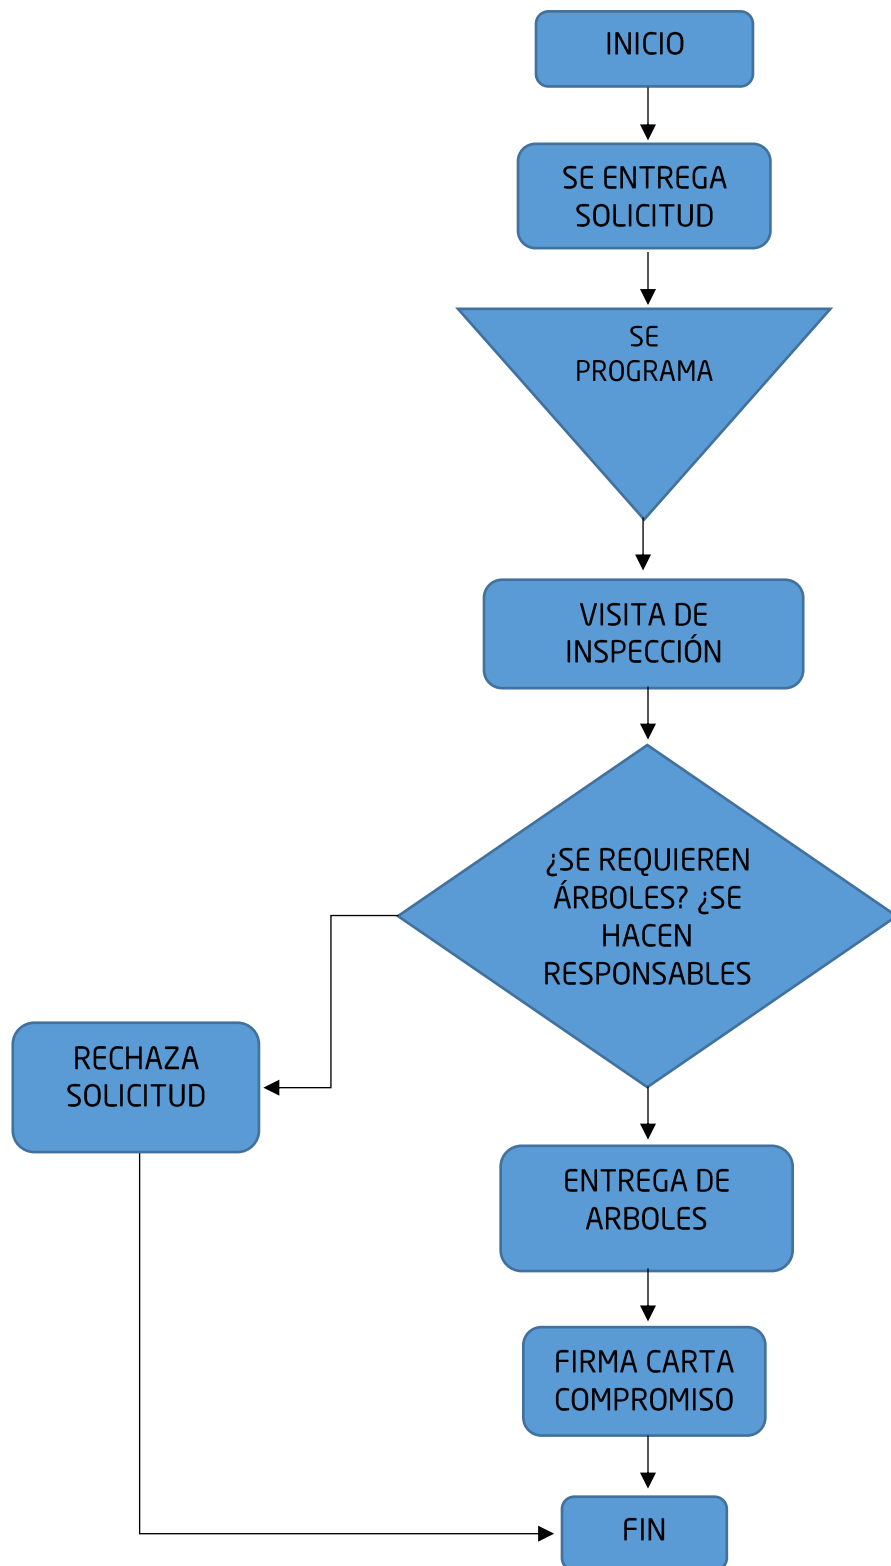 INICIO
SE ENTREGA
SOLICITUD
SE
PROGRAMA
VISITA DE
INSPECCIÓN
¿SE REQUIEREN
ÁRBOLES? ¿SE
HACEN
RESPONSABLES
RECHAZA
SOLICITUD
ENTREGA DE
ARBOLES
FIRMA CARTA
COMPROMISO
FIN